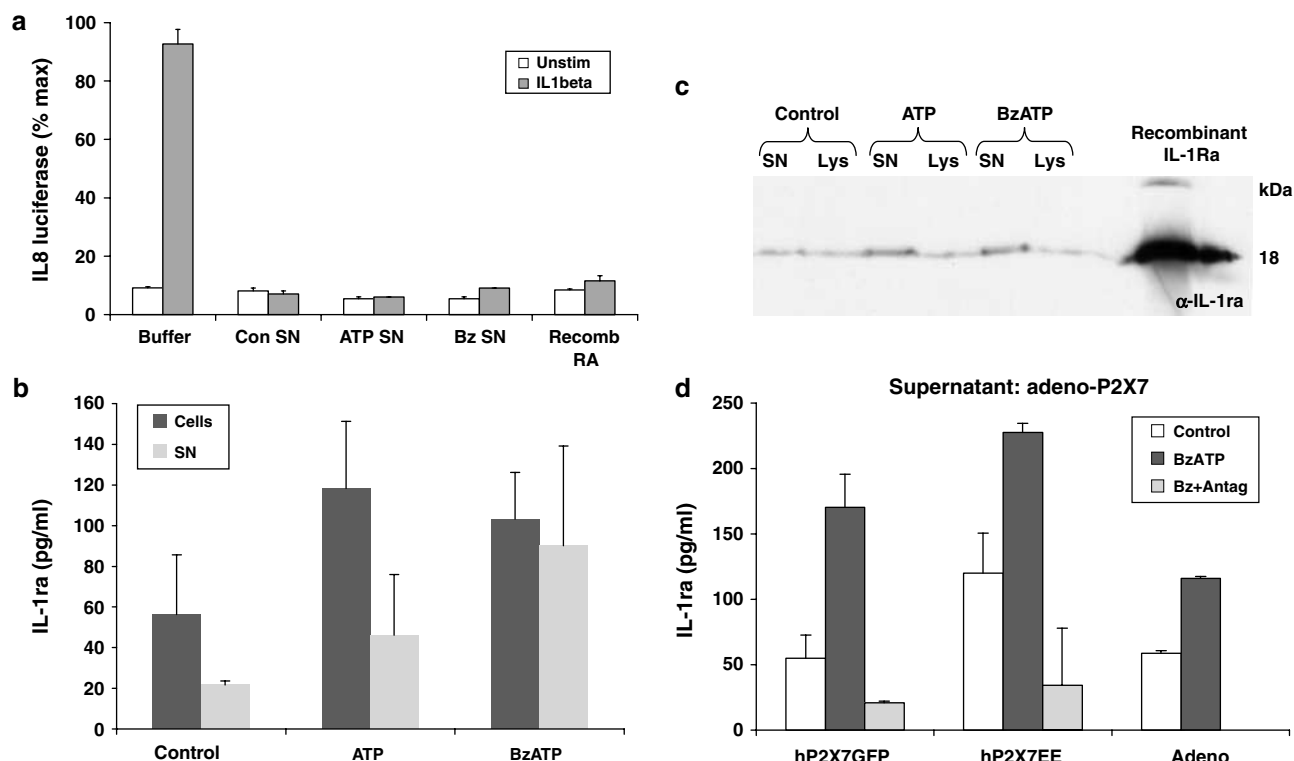 a
100
80
60
40
20
0
IL8 luciferase (% max)
Unstim
IL1beta
Buffer
Con SN
ATP SN
Bz SN
Recomb
RA
b
160
140
120
100
80
60
40
20
0
IL-1ra (pg/ml)
Cells
SN
Control
ATP
BzATP
c
Control
ATP
BzATP
Recombinant
IL-1Ra
SN
Lys
SN
Lys
SN
Lys
kDa
18
α-IL-1ra
d
Supernatant: adeno-P2X7
250
200
150
100
50
0
IL-1ra (pg/ml)
Control
BzATP
Bz+Antag
hP2X7GFP
hP2X7EE
Adeno